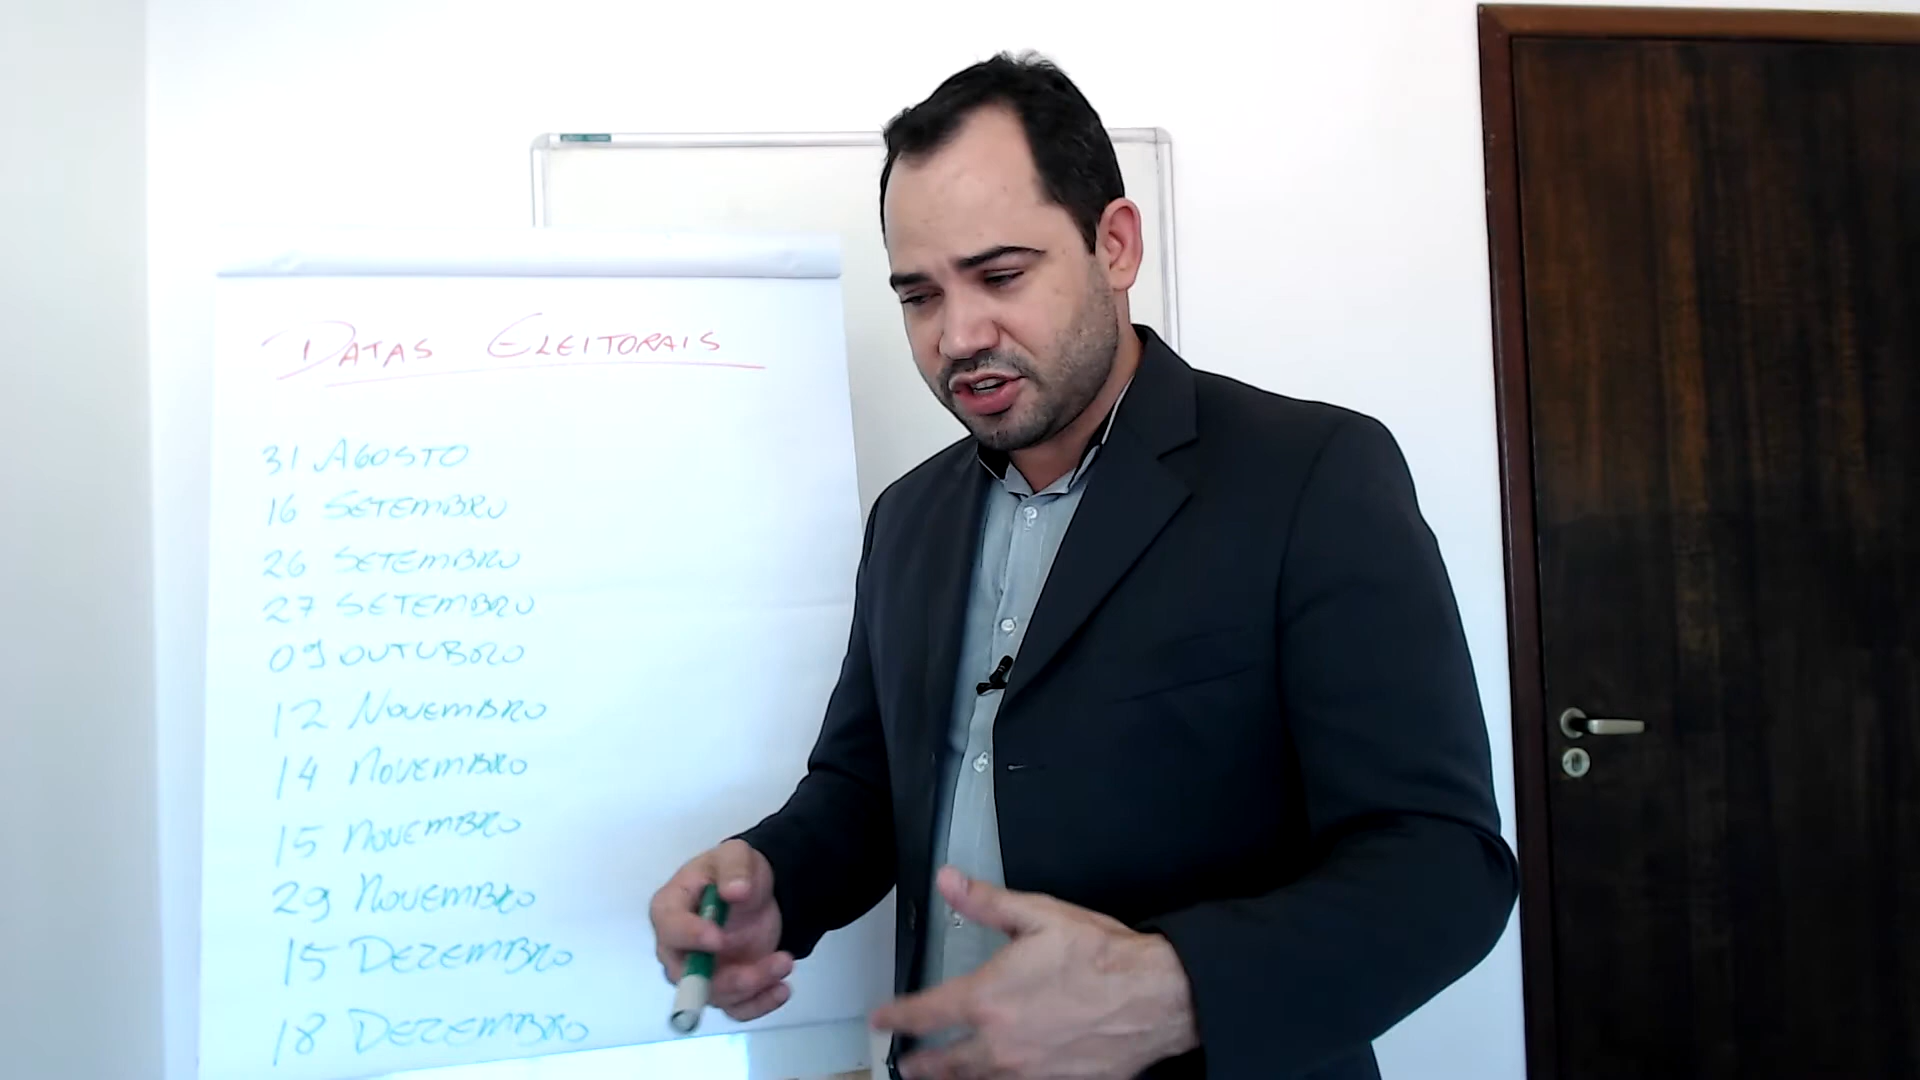 DATAS ELEITORAIS
31 AGOSTO
16 SETEMBRO
26 SETEMBRO
27 SETEMBRO
09 OUTUBRO
12 NOVEMBRO
14 NOVEMBRO
15 NOVEMBRO
29 NOVEMBRO
15 DEZEMBRO
18 DEZEMBRO